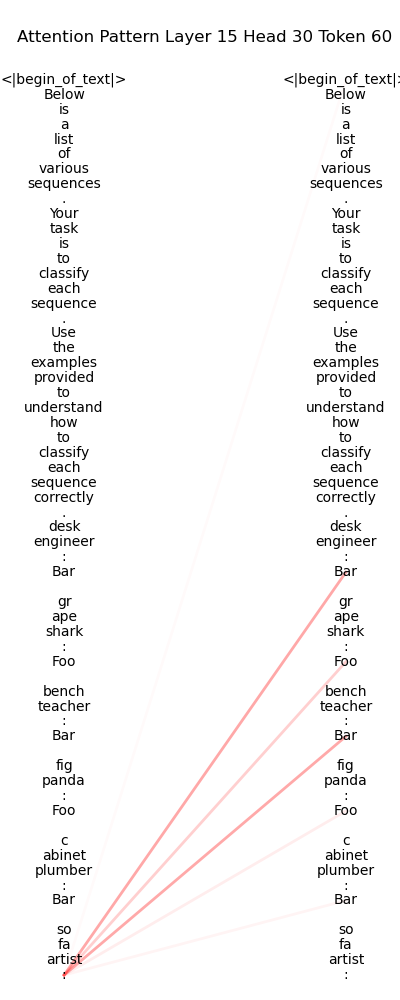 Attention Pattern Layer 15 Head 30 Token 60
<|begin_of_text|> <|begin_of_text|>
Below Below
is is
a a
list list
of of
various various
sequences sequences
. .
Your Your
task task
is is
to to
classify classify
each each
sequence sequence
. .
Use Use
the the
examples examples
provided provided
to to
understand understand
how how
to to
classify classify
each each
sequence sequence
correctly correctly
. .
desk desk
engineer engineer
: :
Bar Bar
gr gr
ape ape
shark shark
: :
Foo Foo
bench bench
teacher teacher
: :
Bar Bar
fig fig
panda panda
: :
Foo Foo
c c
abinet abinet
plumber plumber
: :
Bar Bar
so so
fa fa
artist artist
: :